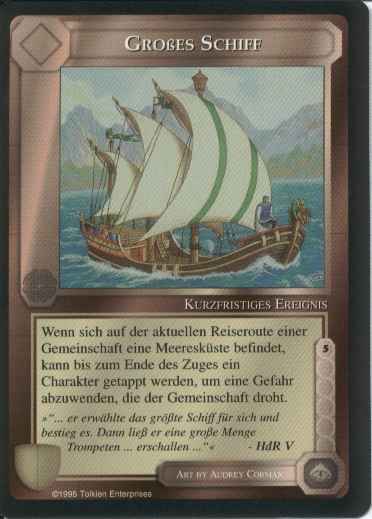 Großes Schiff
Kurzfristiges Ereignis
Wenn sich auf der aktuellen Reiseroute einer
Gemeinschaft eine Meeresküste befindet,
kann bis zum Ende des Zuges ein
Charakter getappt werden, um eine Gefahr
abzuwenden, die der Gemeinschaft droht.
5
»"... er erwählte das größte Schiff für sich und
bestieg es. Dann ließ er eine große Menge
Trompeten ... erschallen ..."« - HdR V
Art by Audrey Corman
©1995 Tolkien Enterprises